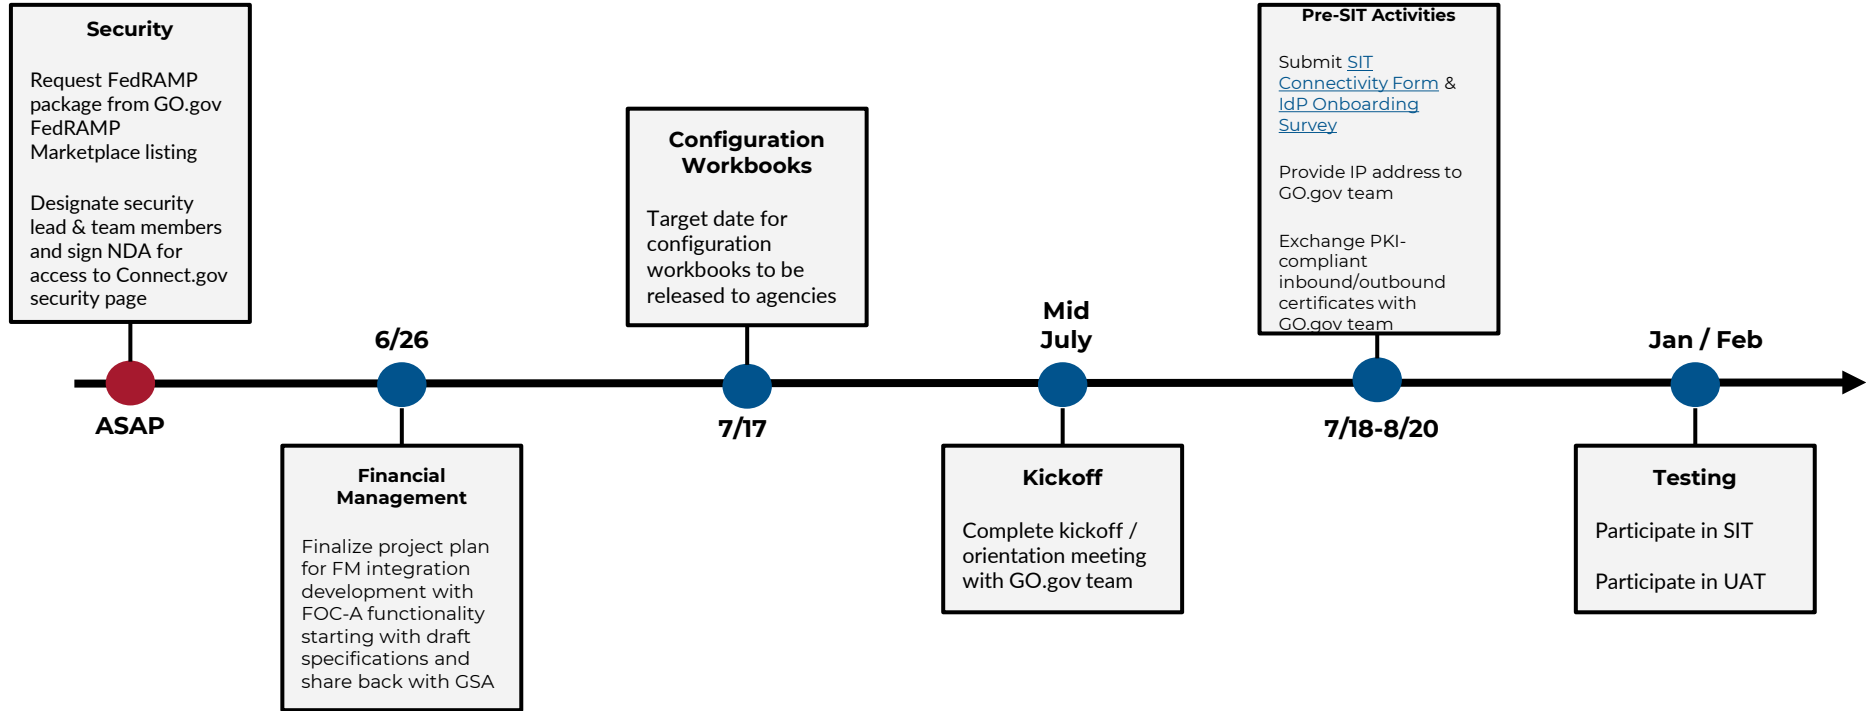 Security
Request FedRAMP
package from GO.gov
FedRAMP
Marketplace listing
Designate security
lead & team members
and sign NDA for
access to Connect.gov
security page
ASAP
6/26
Financial
Management
Finalize project plan
for FM integration
development with
FOC-A functionality
starting with draft
specifications and
share back with GSA
Configuration
Workbooks
Target date for
configuration
workbooks to be
released to agencies
7/17
Mid
July
Kickoff
Complete kickoff /
orientation meeting
with GO.gov team
Pre-SIT Activities
Submit SIT
Connectivity Form &
IdP Onboarding
Survey
Provide IP address to
GO.gov team
Exchange PKI-
compliant
inbound/outbound
certificates with
GO.gov team
7/18-8/20
Jan / Feb
Testing
Participate in SIT
Participate in UAT